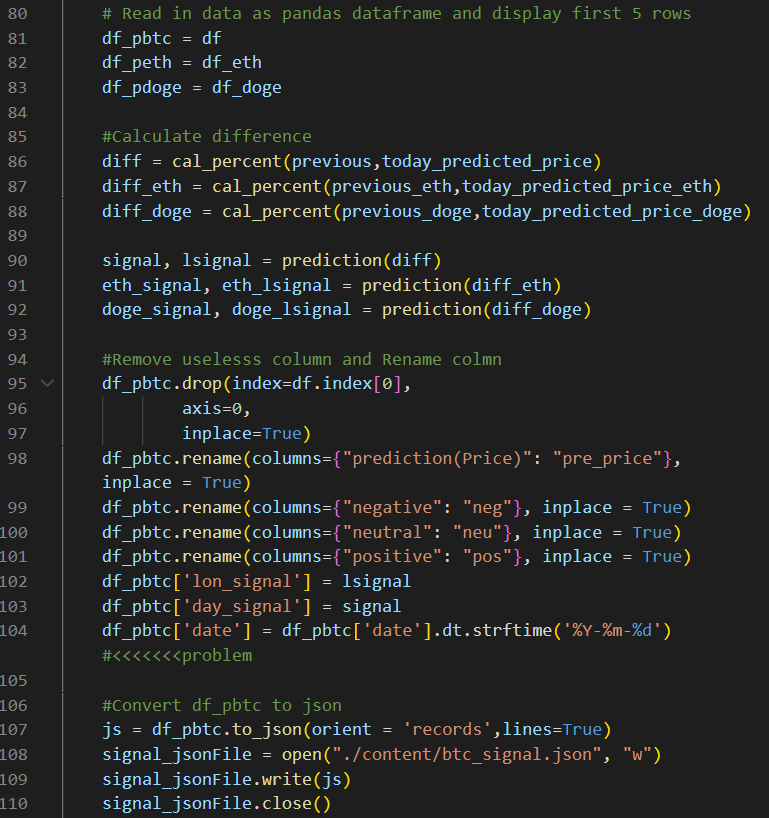 80 # Read in data as pandas dataframe and display first 5 rows
81 df_pbtc = df
82 df_peth = df_eth
83 df_pdoge = df_doge
84
85 #Calculate difference
86 diff = cal_percent(previous,today_predicted_price)
87 diff_eth = cal_percent(previous_eth,today_predicted_price_eth)
88 diff_doge = cal_percent(previous_doge,today_predicted_price_doge)
89
90 signal, lsignal = prediction(diff)
91 eth_signal, eth_lsignal = prediction(diff_eth)
92 doge_signal, doge_lsignal = prediction(diff_doge)
93
94 #Remove uselesss column and Rename colmn
95 df_pbtc.drop(index=df.index[0],
96 axis=0,
97 inplace=True)
98 df_pbtc.rename(columns={"prediction(Price)": "pre_price"},
inplace = True)
99 df_pbtc.rename(columns={"negative": "neg"}, inplace = True)
100 df_pbtc.rename(columns={"neutral": "neu"}, inplace = True)
101 df_pbtc.rename(columns={"positive": "pos"}, inplace = True)
102 df_pbtc['lon_signal'] = lsignal
103 df_pbtc['day_signal'] = signal
104 df_pbtc['date'] = df_pbtc['date'].dt.strftime('%Y-%m-%d')
#<<<<<<<problem
105
106 #Convert df_pbtc to json
107 js = df_pbtc.to_json(orient = 'records',lines=True)
108 signal_jsonFile = open("./content/btc_signal.json", "w")
109 signal_jsonFile.write(js)
110 signal_jsonFile.close()